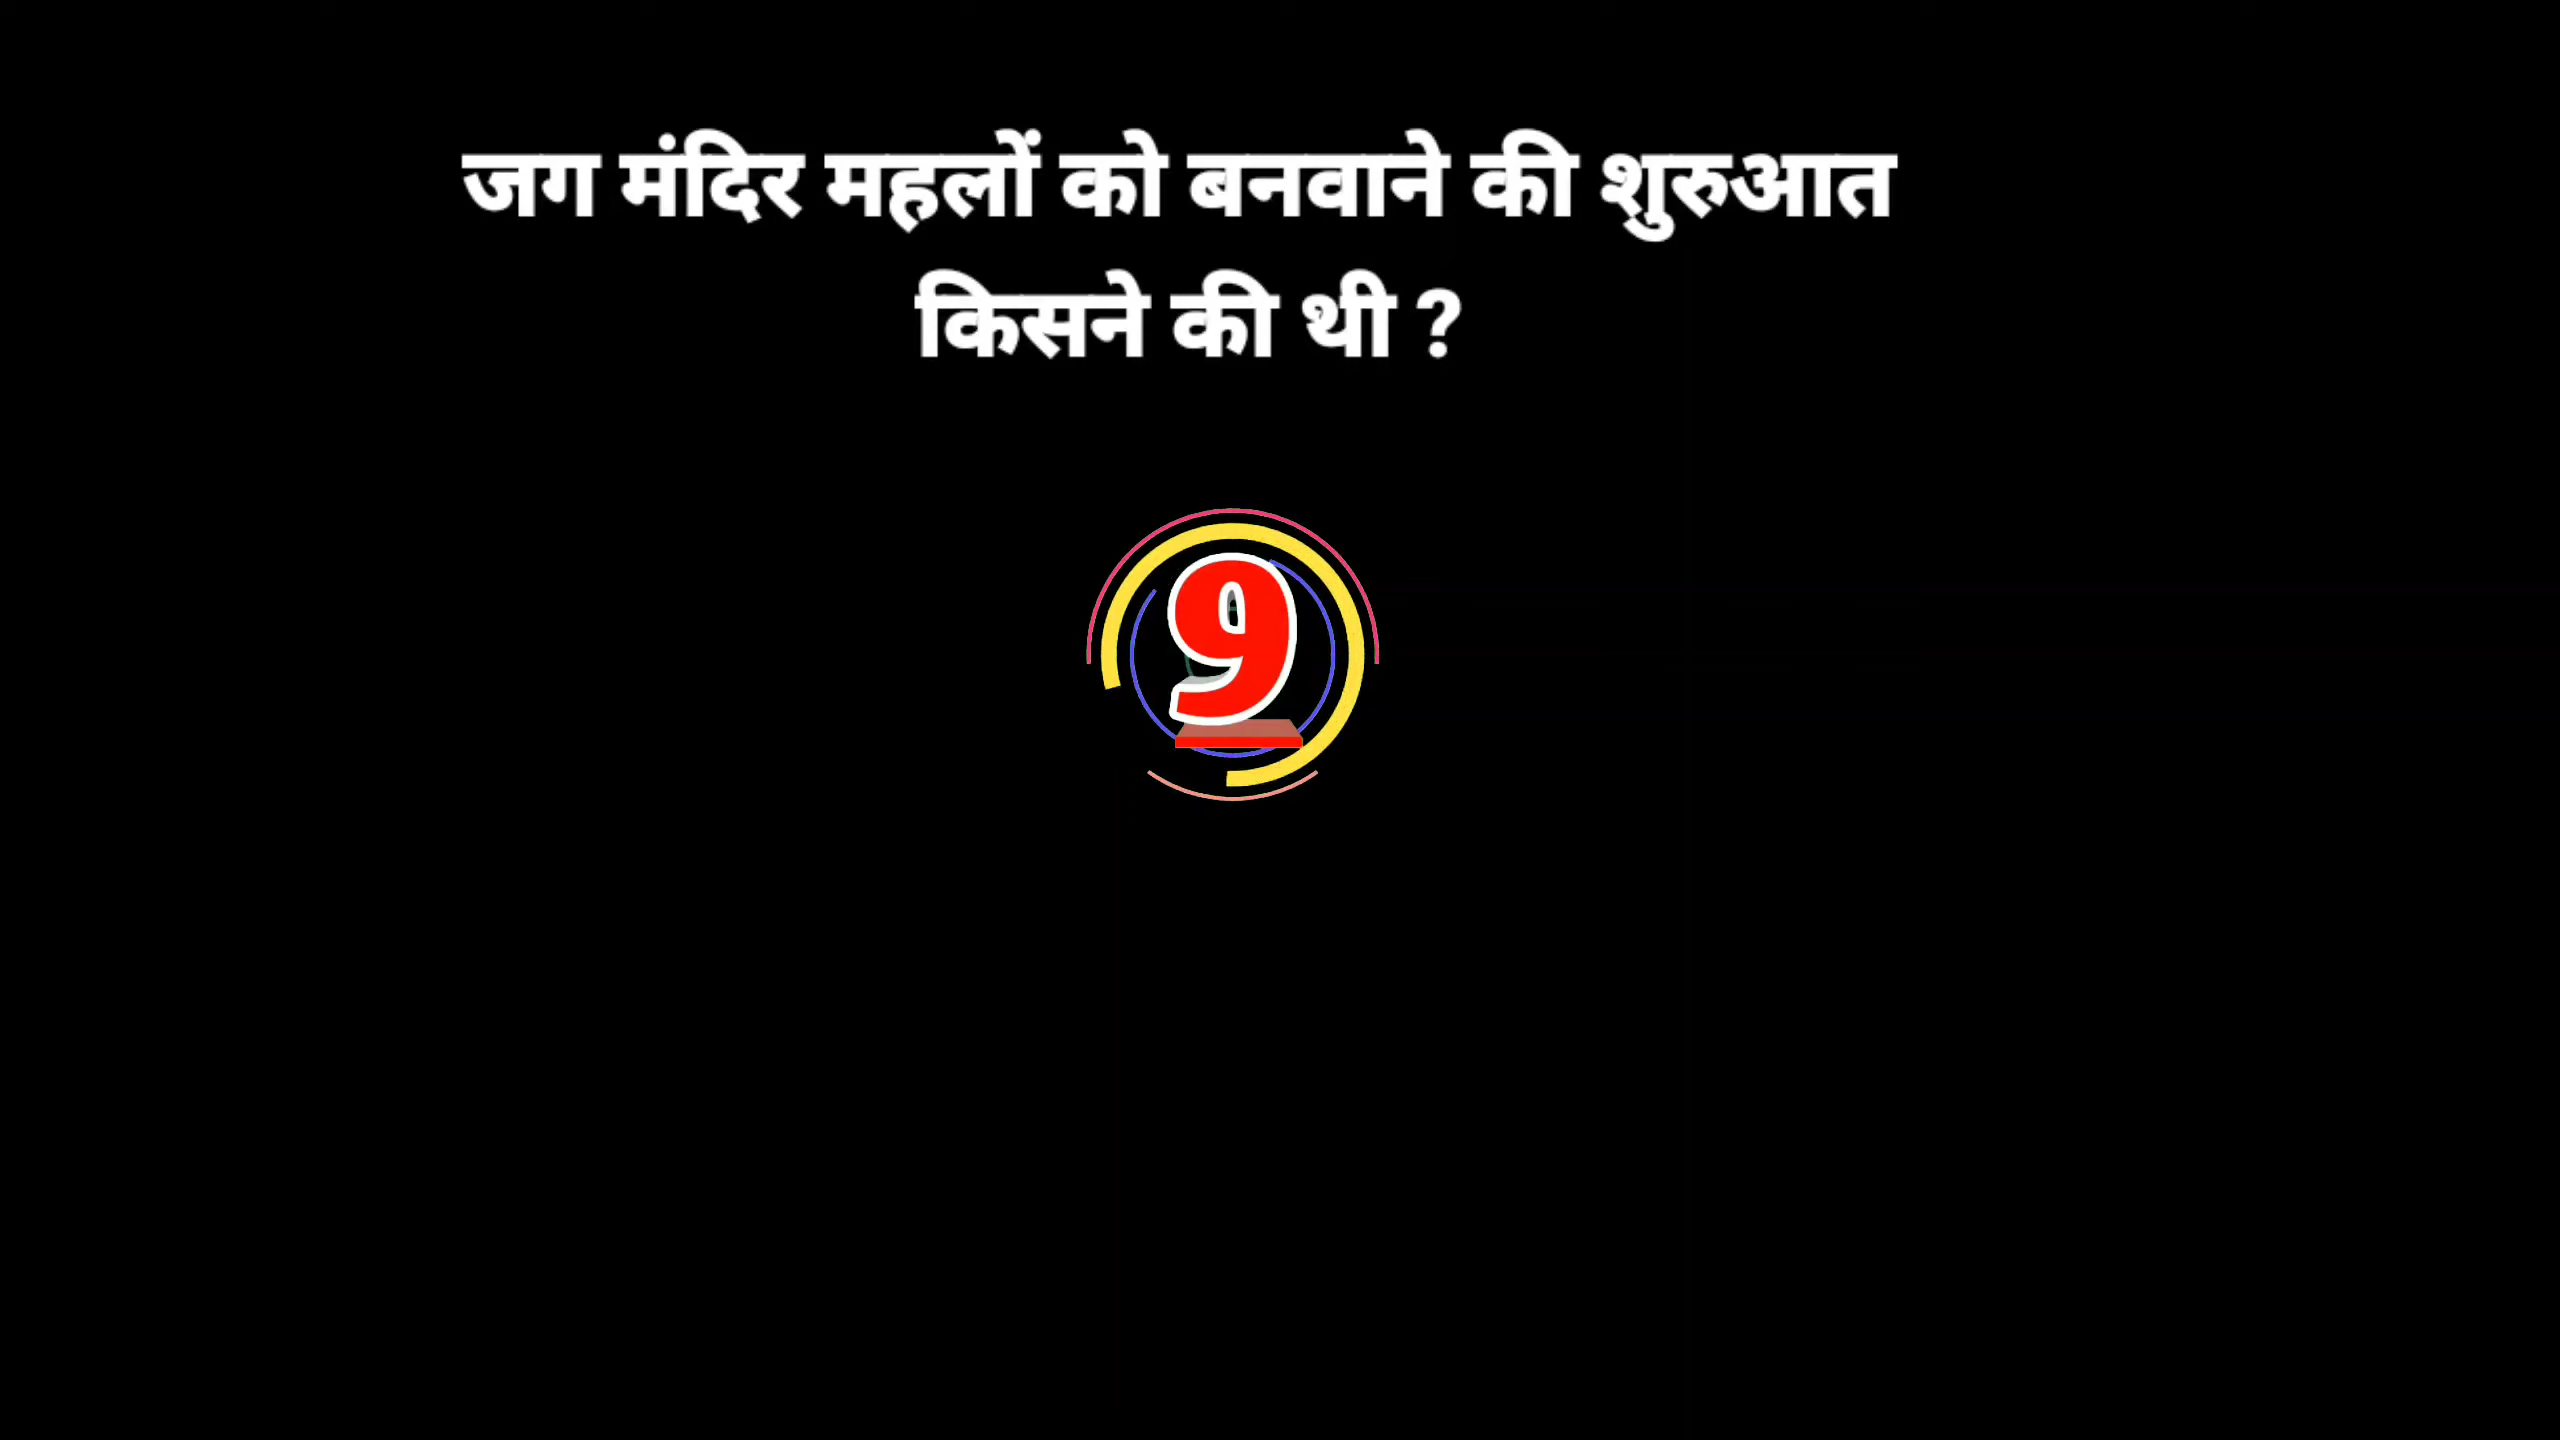 जग मंदिर महलों को बनवाने की शुरुआत
किसने की थी ?
9